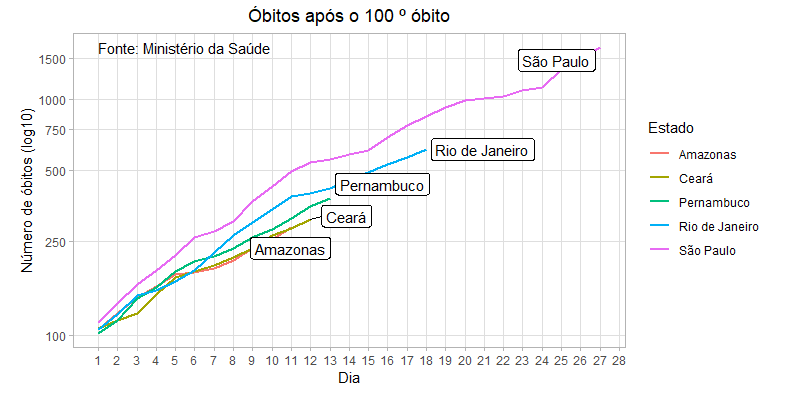 Óbitos após o 100 º óbito
Fonte: Ministério da Saúde
Número de óbitos (log10)
1500
1000
750
500
250
100
São Paulo
Rio de Janeiro
Pernambuco
Ceará
Amazonas
1 2 3 4 5 6 7 8 9 10 11 12 13 14 15 16 17 18 19 20 21 22 23 24 25 26 27 28
Dia
Estado
Amazonas
Ceará
Pernambuco
Rio de Janeiro
São Paulo